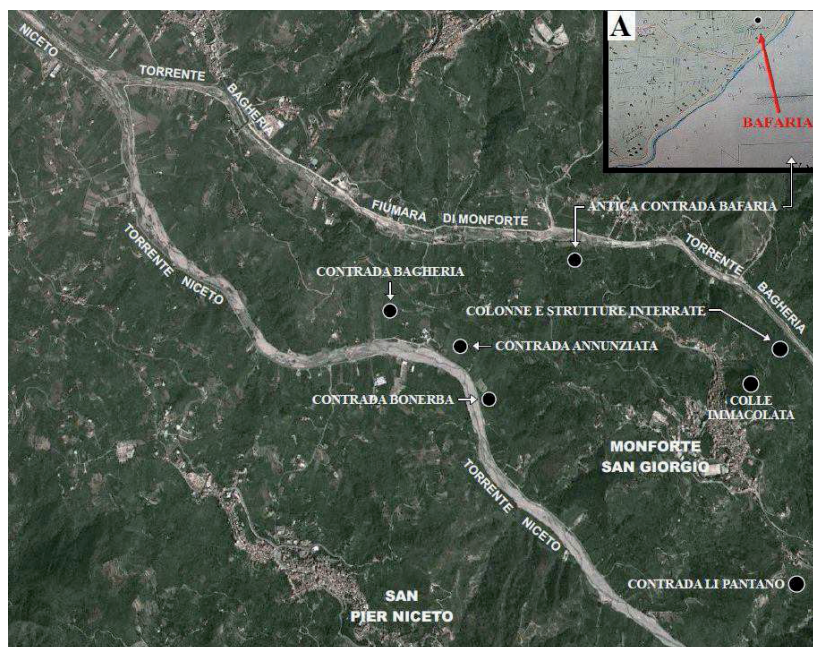 NICETO
TORRENTE
BAGHERIA
A
BAFARIA
FIUMARA DI MONTE
ANTICA CONTRADA BAFARIA
TORRENTE NICETO
CONTRADA BAGHERIA
TORRENTE
BAGHERIA
COLONNE E STRUTTURE INTERRATE
CONTRADA ANNUNZIATA
CONTRADA BONERBA
COLLE
IMMACOLATA
MONFORTE
SAN GIORGIO
TORRENTE NICETO
CONTRADA LI PANTANO
SAN
PIER NICETO